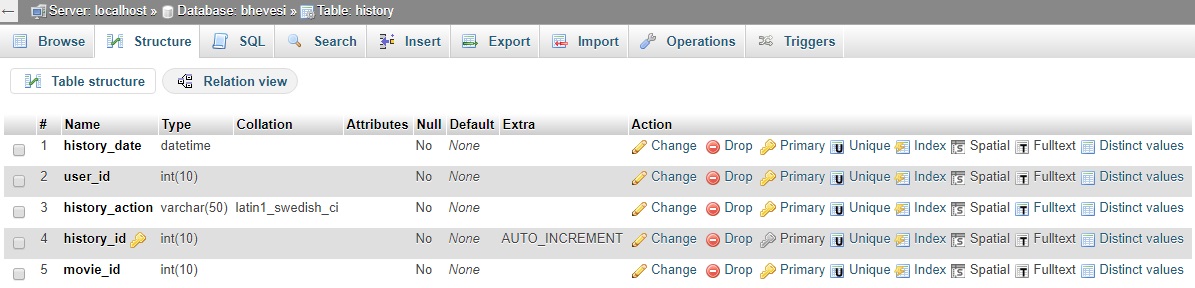 Server: localhost » Database: bhevesi » Table: history
Browse Structure SQL Search Insert Export Import Operations Triggers
Table structure Relation view
# Name Type Collation Attributes Null Default Extra Action
1 history_date datetime No None Change Drop Primary U Unique Index S Spatial T Fulltext Distinct values
2 user_id int(10) No None Change Drop Primary U Unique Index S Spatial T Fulltext Distinct values
3 history_action varchar(50) latin1_swedish_ci No None Change Drop Primary U Unique Index S Spatial T Fulltext Distinct values
4 history_id int(10) No None AUTO_INCREMENT Change Drop Primary U Unique Index S Spatial T Fulltext Distinct values
5 movie_id int(10) No None Change Drop Primary U Unique Index S Spatial T Fulltext Distinct values